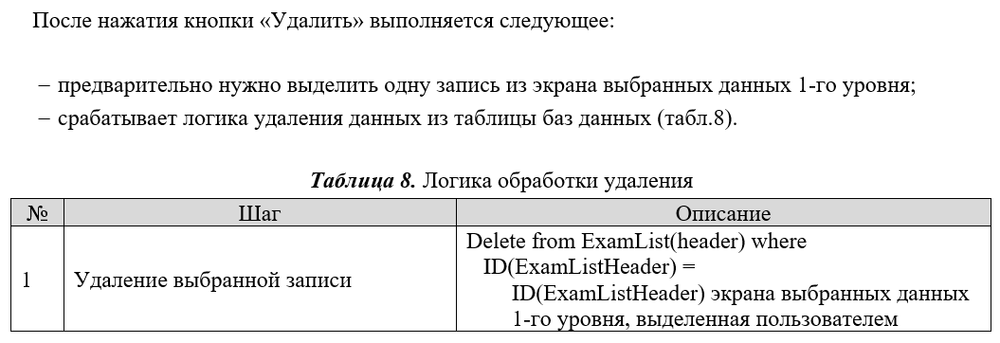 После нажатия кнопки «Удалить» выполняется следующее:
– предварительно нужно выделить одну запись из экрана выбранных данных 1-го уровня;
– срабатывает логика удаления данных из таблицы баз данных (табл.8).
Таблица 8. Логика обработки удаления
№ Шаг Описание
1 Удаление выбранной записи
Delete from ExamList(header) where
ID(ExamListHeader) =
ID(ExamListHeader) экрана выбранных данных
1-го уровня, выделенная пользователем